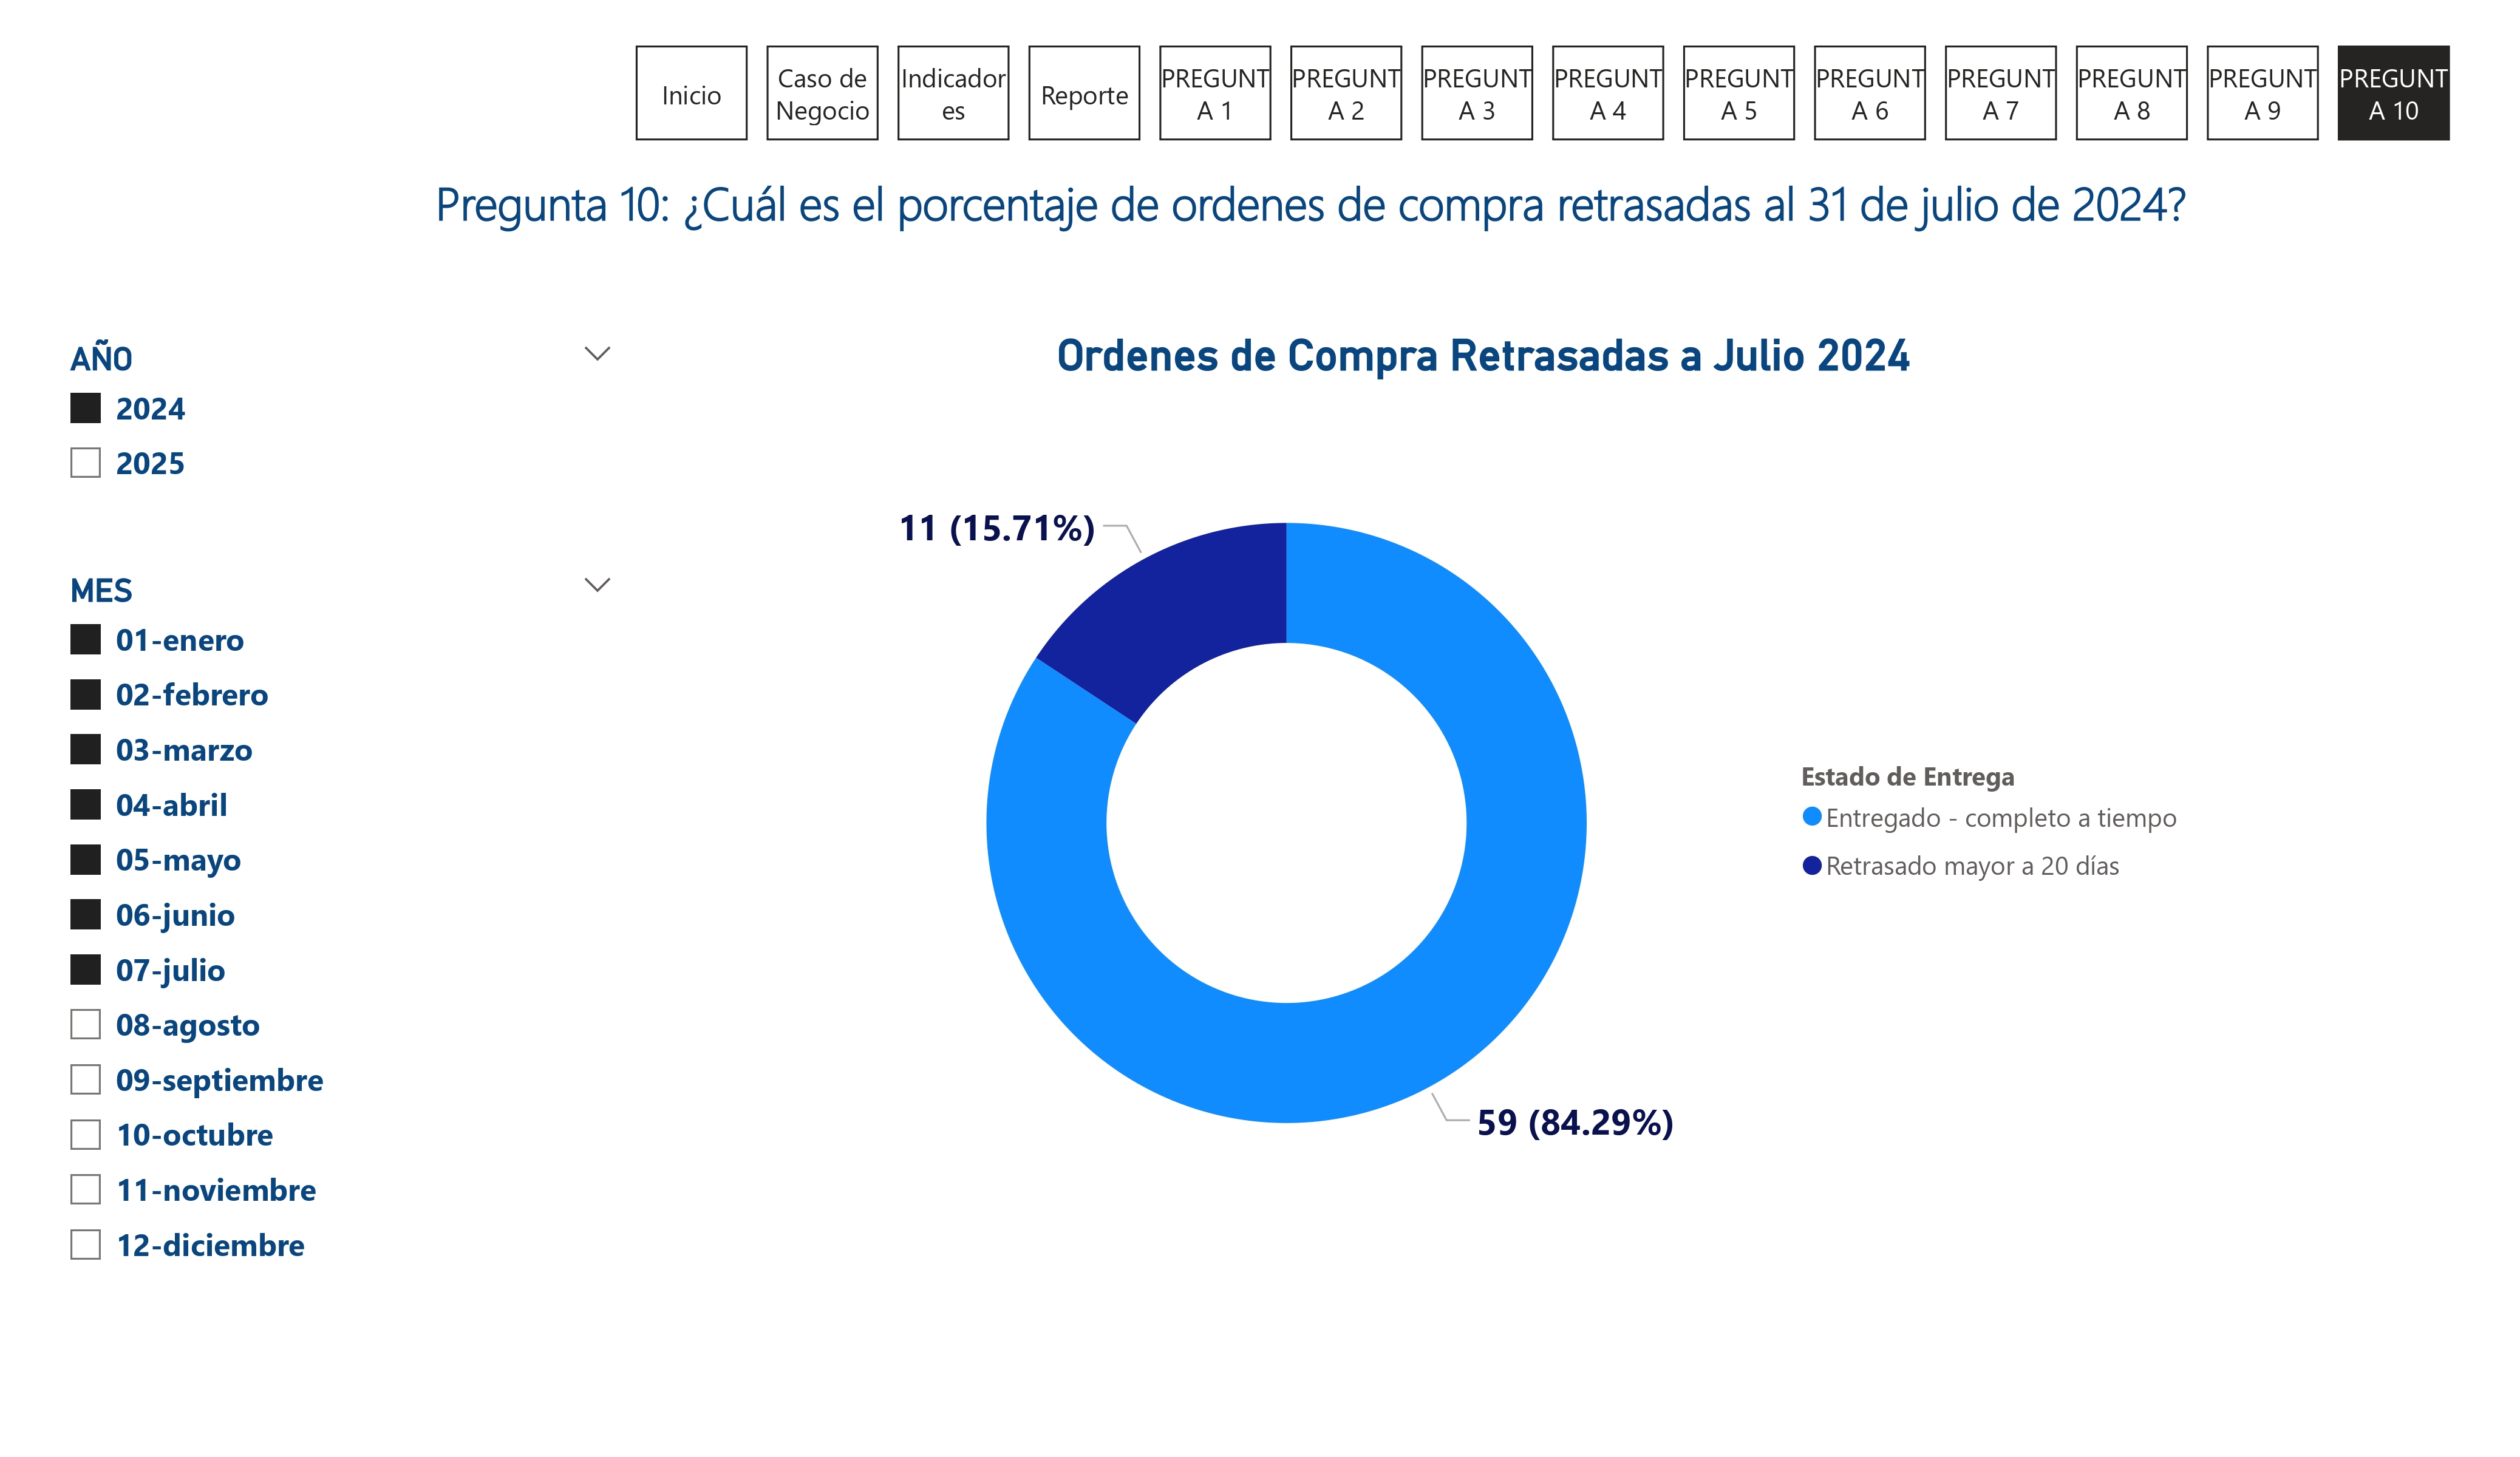 Inicio
Caso de
Negocio
Indicador
es
Reporte
PREGUNT
A 1
PREGUNT
A 2
PREGUNT
A 3
PREGUNT
A 4
PREGUNT
A 5
PREGUNT
A 6
PREGUNT
A 7
PREGUNT
A 8
PREGUNT
A 9
PREGUNT
A 10
Pregunta 10: ¿Cuál es el porcentaje de ordenes de compra retrasadas al 31 de julio de 2024?
AÑO
2024
2025
MES
01-enero
02-febrero
03-marzo
04-abril
05-mayo
06-junio
07-julio
08-agosto
09-septiembre
10-octubre
11-noviembre
12-diciembre
Ordenes de Compra Retrasadas a Julio 2024
11 (15.71%)
59 (84.29%)
Estado de Entrega
Entregado - completo a tiempo
Retrasado mayor a 20 días